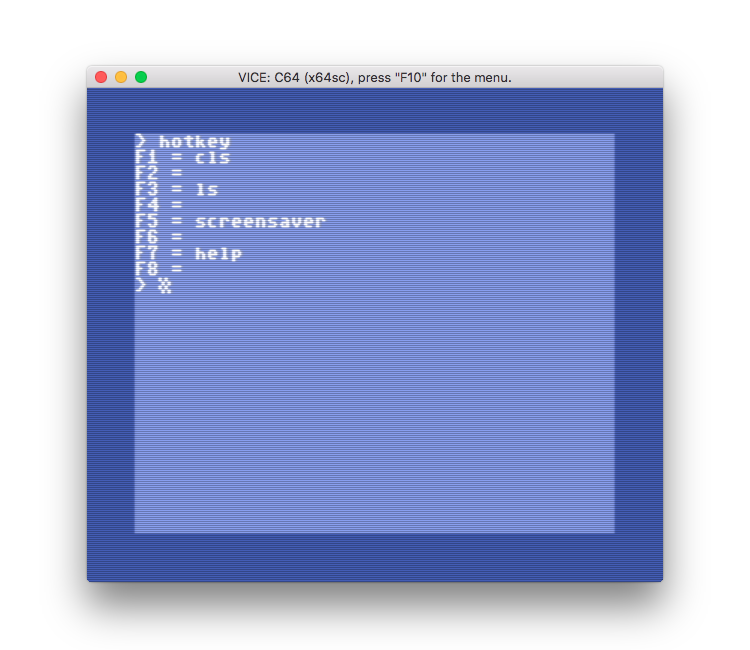 VICE: C64 (x64sc), press "F10" for the menu.
> hotkey
F1 = cls
F2 =
F3 = ls
F4 =
F5 = screensaver
F6 =
F7 = help
F8 =
>